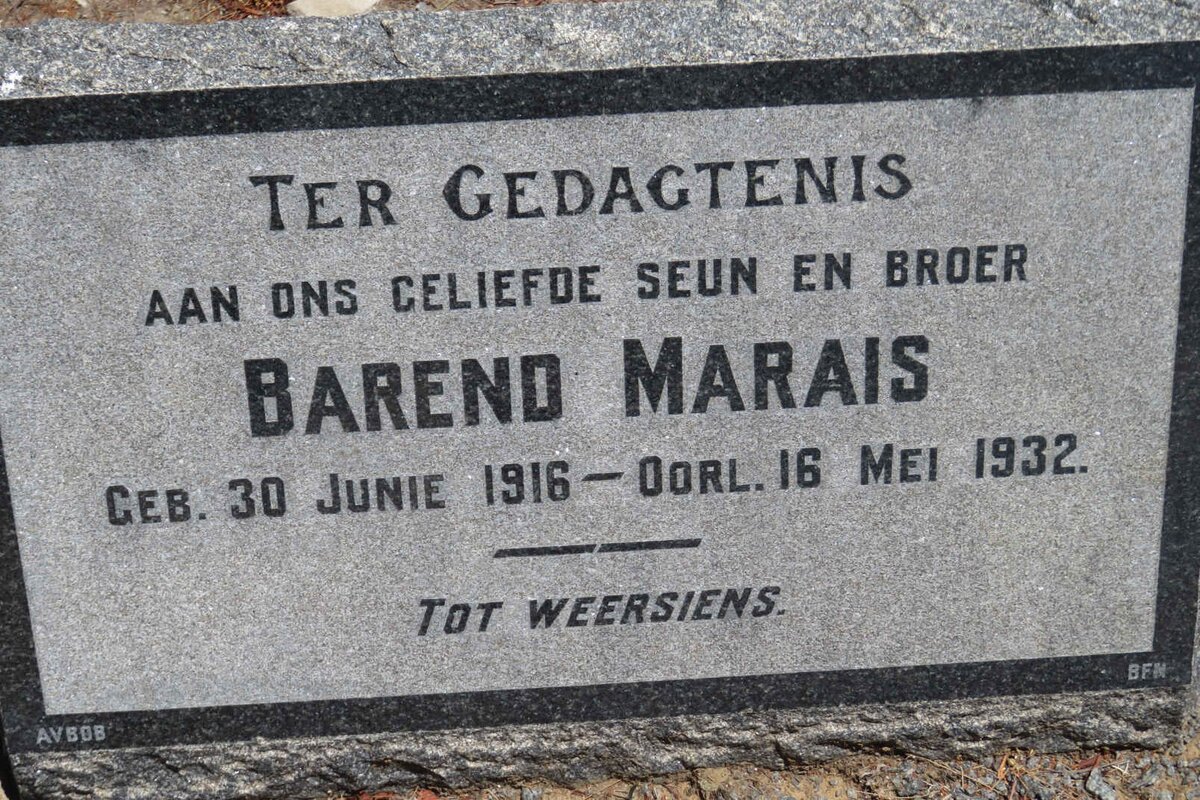 TER GEDAGTENIS
AAN ONS GELIEFDE SEUN EN BROER
BAREND MARAIS
GEB. 30 JUNIE 1916 – OORL. 16 MEI 1932.
TOT WEERSIENS.
AVBOB
BFN